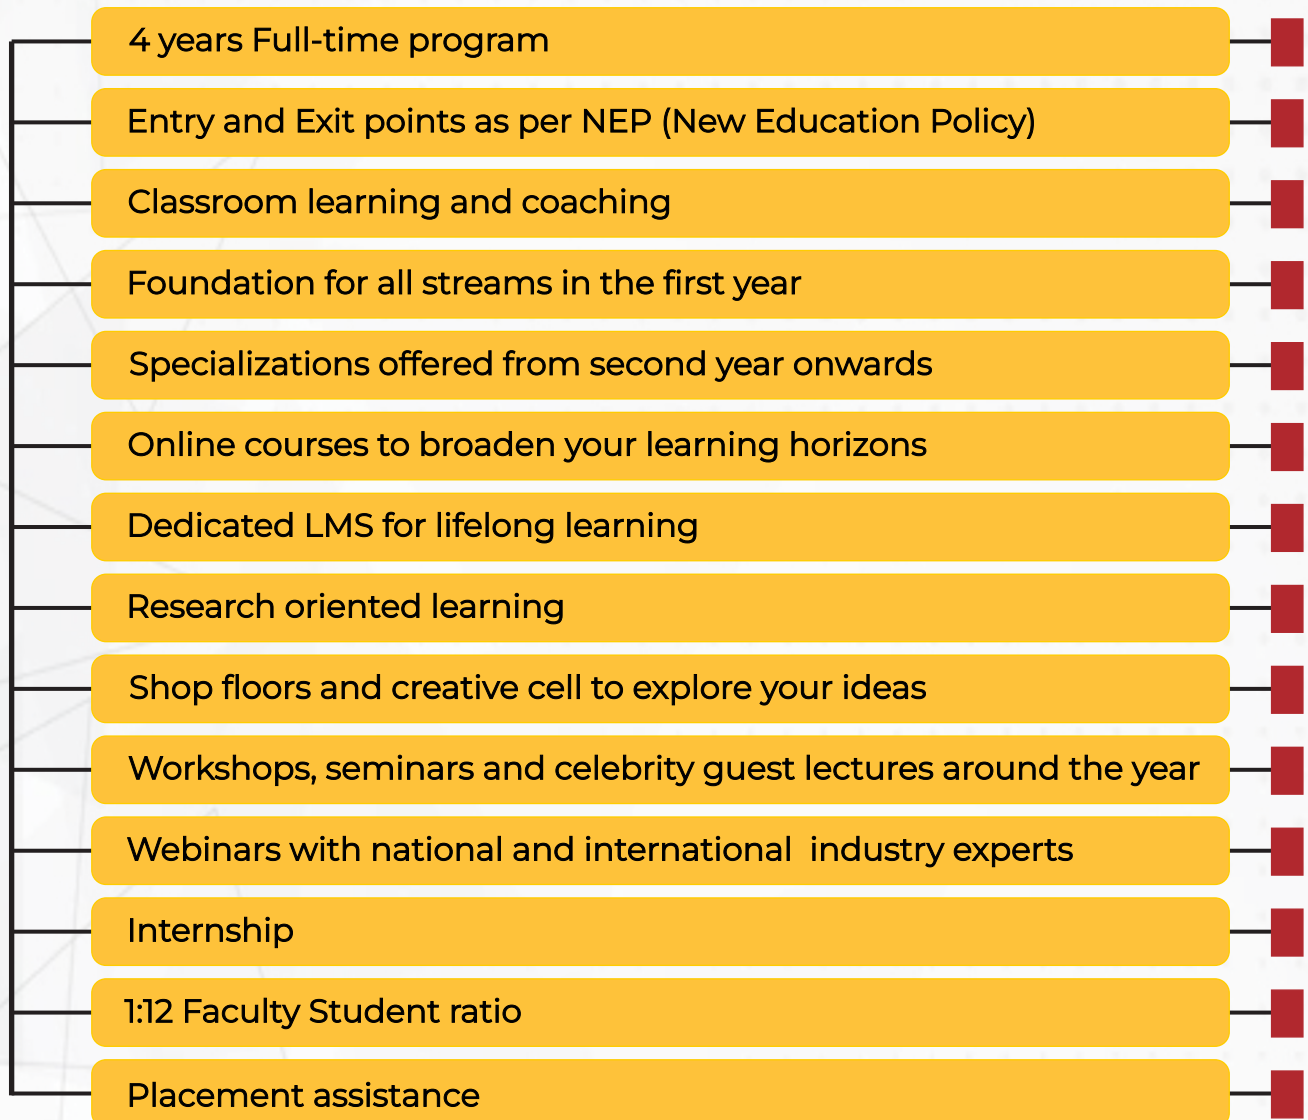 4 years Full-time program
Entry and Exit points as per NEP (New Education Policy)
Classroom learning and coaching
Foundation for all streams in the first year
Specializations offered from second year onwards
Online courses to broaden your learning horizons
Dedicated LMS for lifelong learning
Research oriented learning
Shop floors and creative cell to explore your ideas
Workshops, seminars and celebrity guest lectures around the year
Webinars with national and international  industry experts
Internship
1:12 Faculty Student ratio
Placement assistance